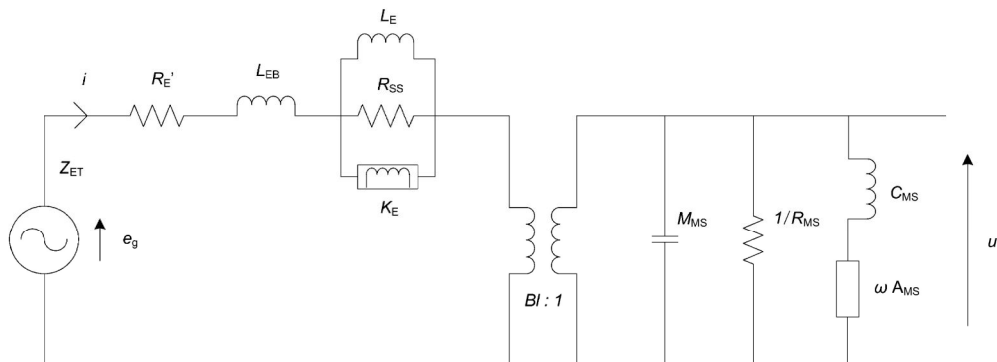 L_E
i
R_E'
L_EB
R_SS
Z_ET
K_E
C_MS
M_MS
1/R_MS
e_g
u
ω A_MS
Bl : 1